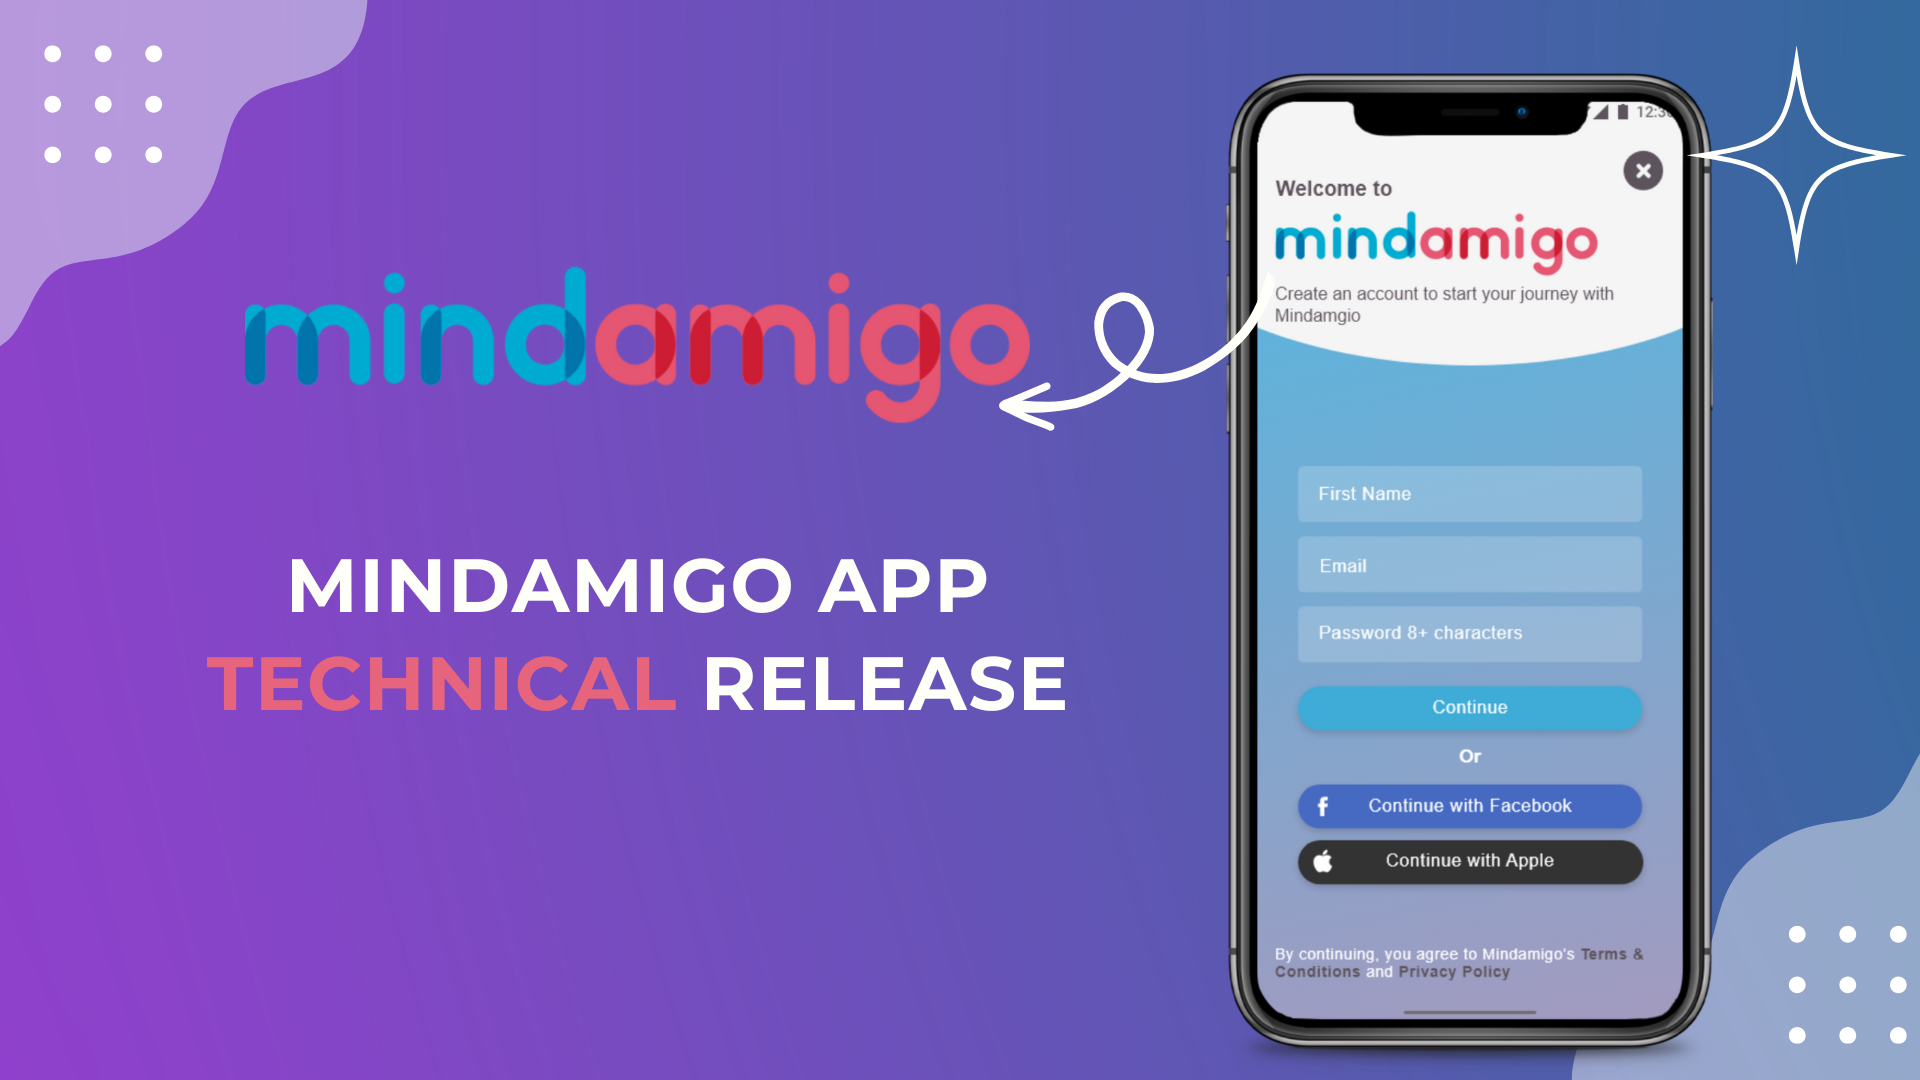 mindamigo
MINDAMIGO APP
TECHNICAL RELEASE
Welcome to
mindamigo
Create an account to start your journey with
Mindamgio
First Name
Email
Password 8+ characters
Continue
Or
Continue with Facebook
Continue with Apple
By continuing, you agree to Mindamigo's Terms &
Conditions and Privacy Policy